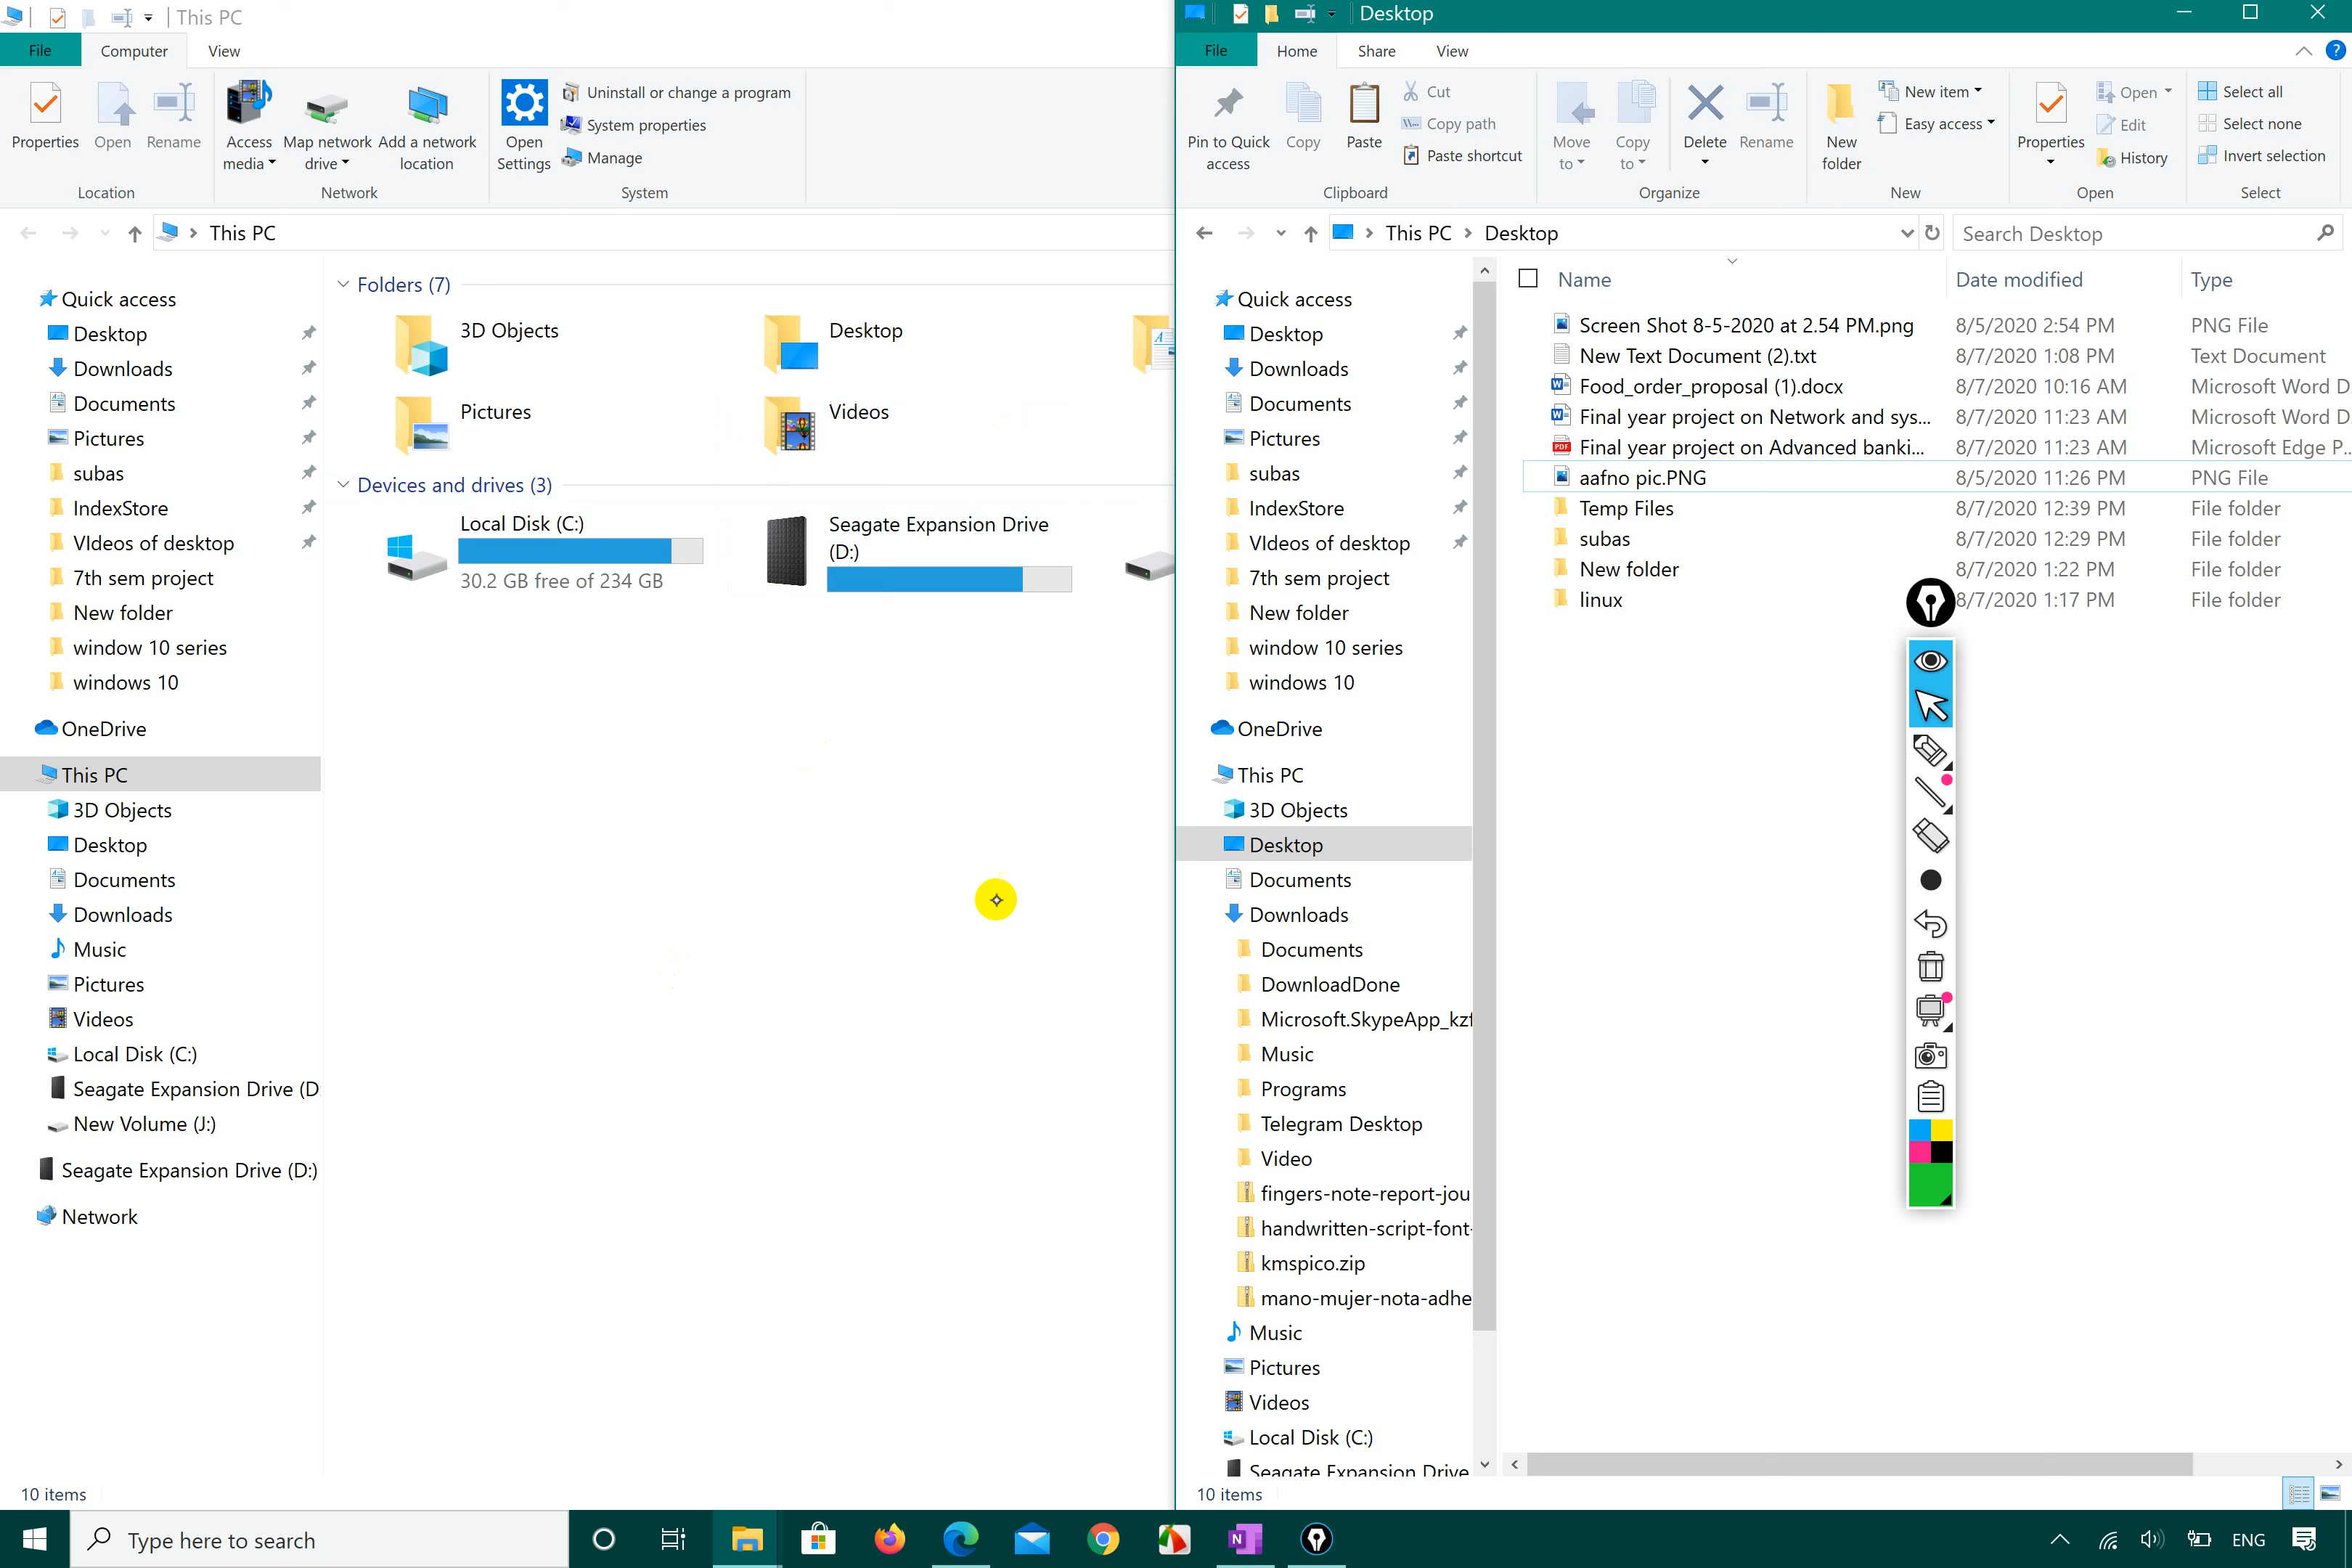 This PC
File
Computer
View
Properties
Open
Rename
Access
media
Map network
drive
Add a network
location
Open
Settings
Uninstall or change a program
System properties
Manage
Location
Network
System
This PC
Quick access
Desktop
Downloads
Documents
Pictures
subas
IndexStore
VIdeos of desktop
7th sem project
New folder
window 10 series
windows 10
OneDrive
This PC
3D Objects
Desktop
Documents
Downloads
Music
Pictures
Videos
Local Disk (C:)
Seagate Expansion Drive (D
New Volume (J:)
Seagate Expansion Drive (D:)
Network
Folders (7)
3D Objects
Desktop
Pictures
Videos
Devices and drives (3)
Local Disk (C:)
30.2 GB free of 234 GB
Seagate Expansion Drive
(D:)
10 items
Desktop
File
Home
Share
View
Pin to Quick
access
Copy
Paste
Cut
Copy path
Paste shortcut
Move
to
Copy
to
Delete
Rename
New
folder
New item
Easy access
Properties
Open
Edit
History
Select all
Select none
Invert selection
Clipboard
Organize
New
Open
Select
This PC
Desktop
Search Desktop
Quick access
Desktop
Downloads
Documents
Pictures
subas
IndexStore
VIdeos of desktop
7th sem project
New folder
window 10 series
windows 10
OneDrive
This PC
3D Objects
Desktop
Documents
Downloads
Documents
DownloadDone
Microsoft.SkypeApp_kzf
Music
Programs
Telegram Desktop
Video
fingers-note-report-jou
handwritten-script-font-
kmspico.zip
mano-mujer-nota-adhe
Music
Pictures
Videos
Local Disk (C:)
Seagate Expansion Drive
Name Date modified Type
Screen Shot 8-5-2020 at 2.54 PM.png 8/5/2020 2:54 PM PNG File
New Text Document (2).txt 8/7/2020 1:08 PM Text Document
Food_order_proposal (1).docx 8/7/2020 10:16 AM Microsoft Word D
Final year project on Network and sys... 8/7/2020 11:23 AM Microsoft Word D
Final year project on Advanced banki... 8/7/2020 11:23 AM Microsoft Edge P...
aafno pic.PNG 8/5/2020 11:26 PM PNG File
Temp Files 8/7/2020 12:39 PM File folder
subas 8/7/2020 12:29 PM File folder
New folder 8/7/2020 1:22 PM File folder
linux 8/7/2020 1:17 PM File folder
10 items
Type here to search
ENG